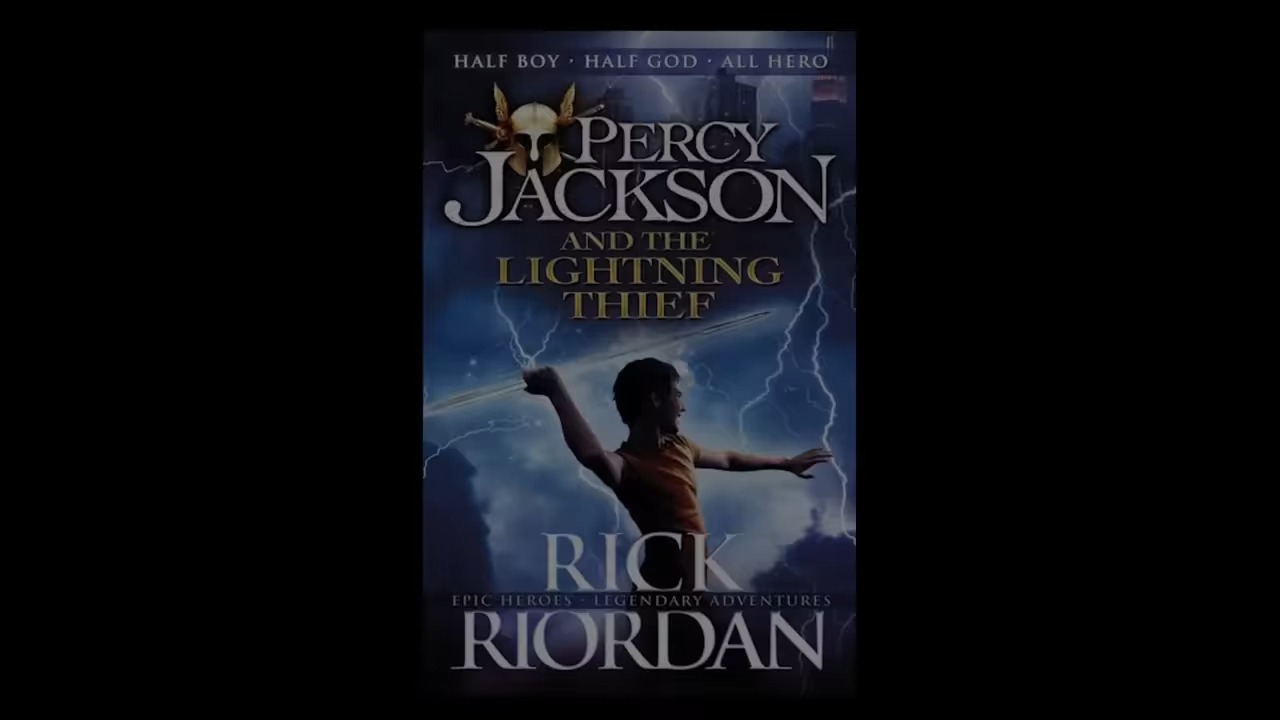 HALF BOY · HALF GOD · ALL HERO
PERCY
JACKSON
AND THE
LIGHTNING
THIEF
RICK
EPIC HEROES - LEGENDARY ADVENTURES
RIORDAN